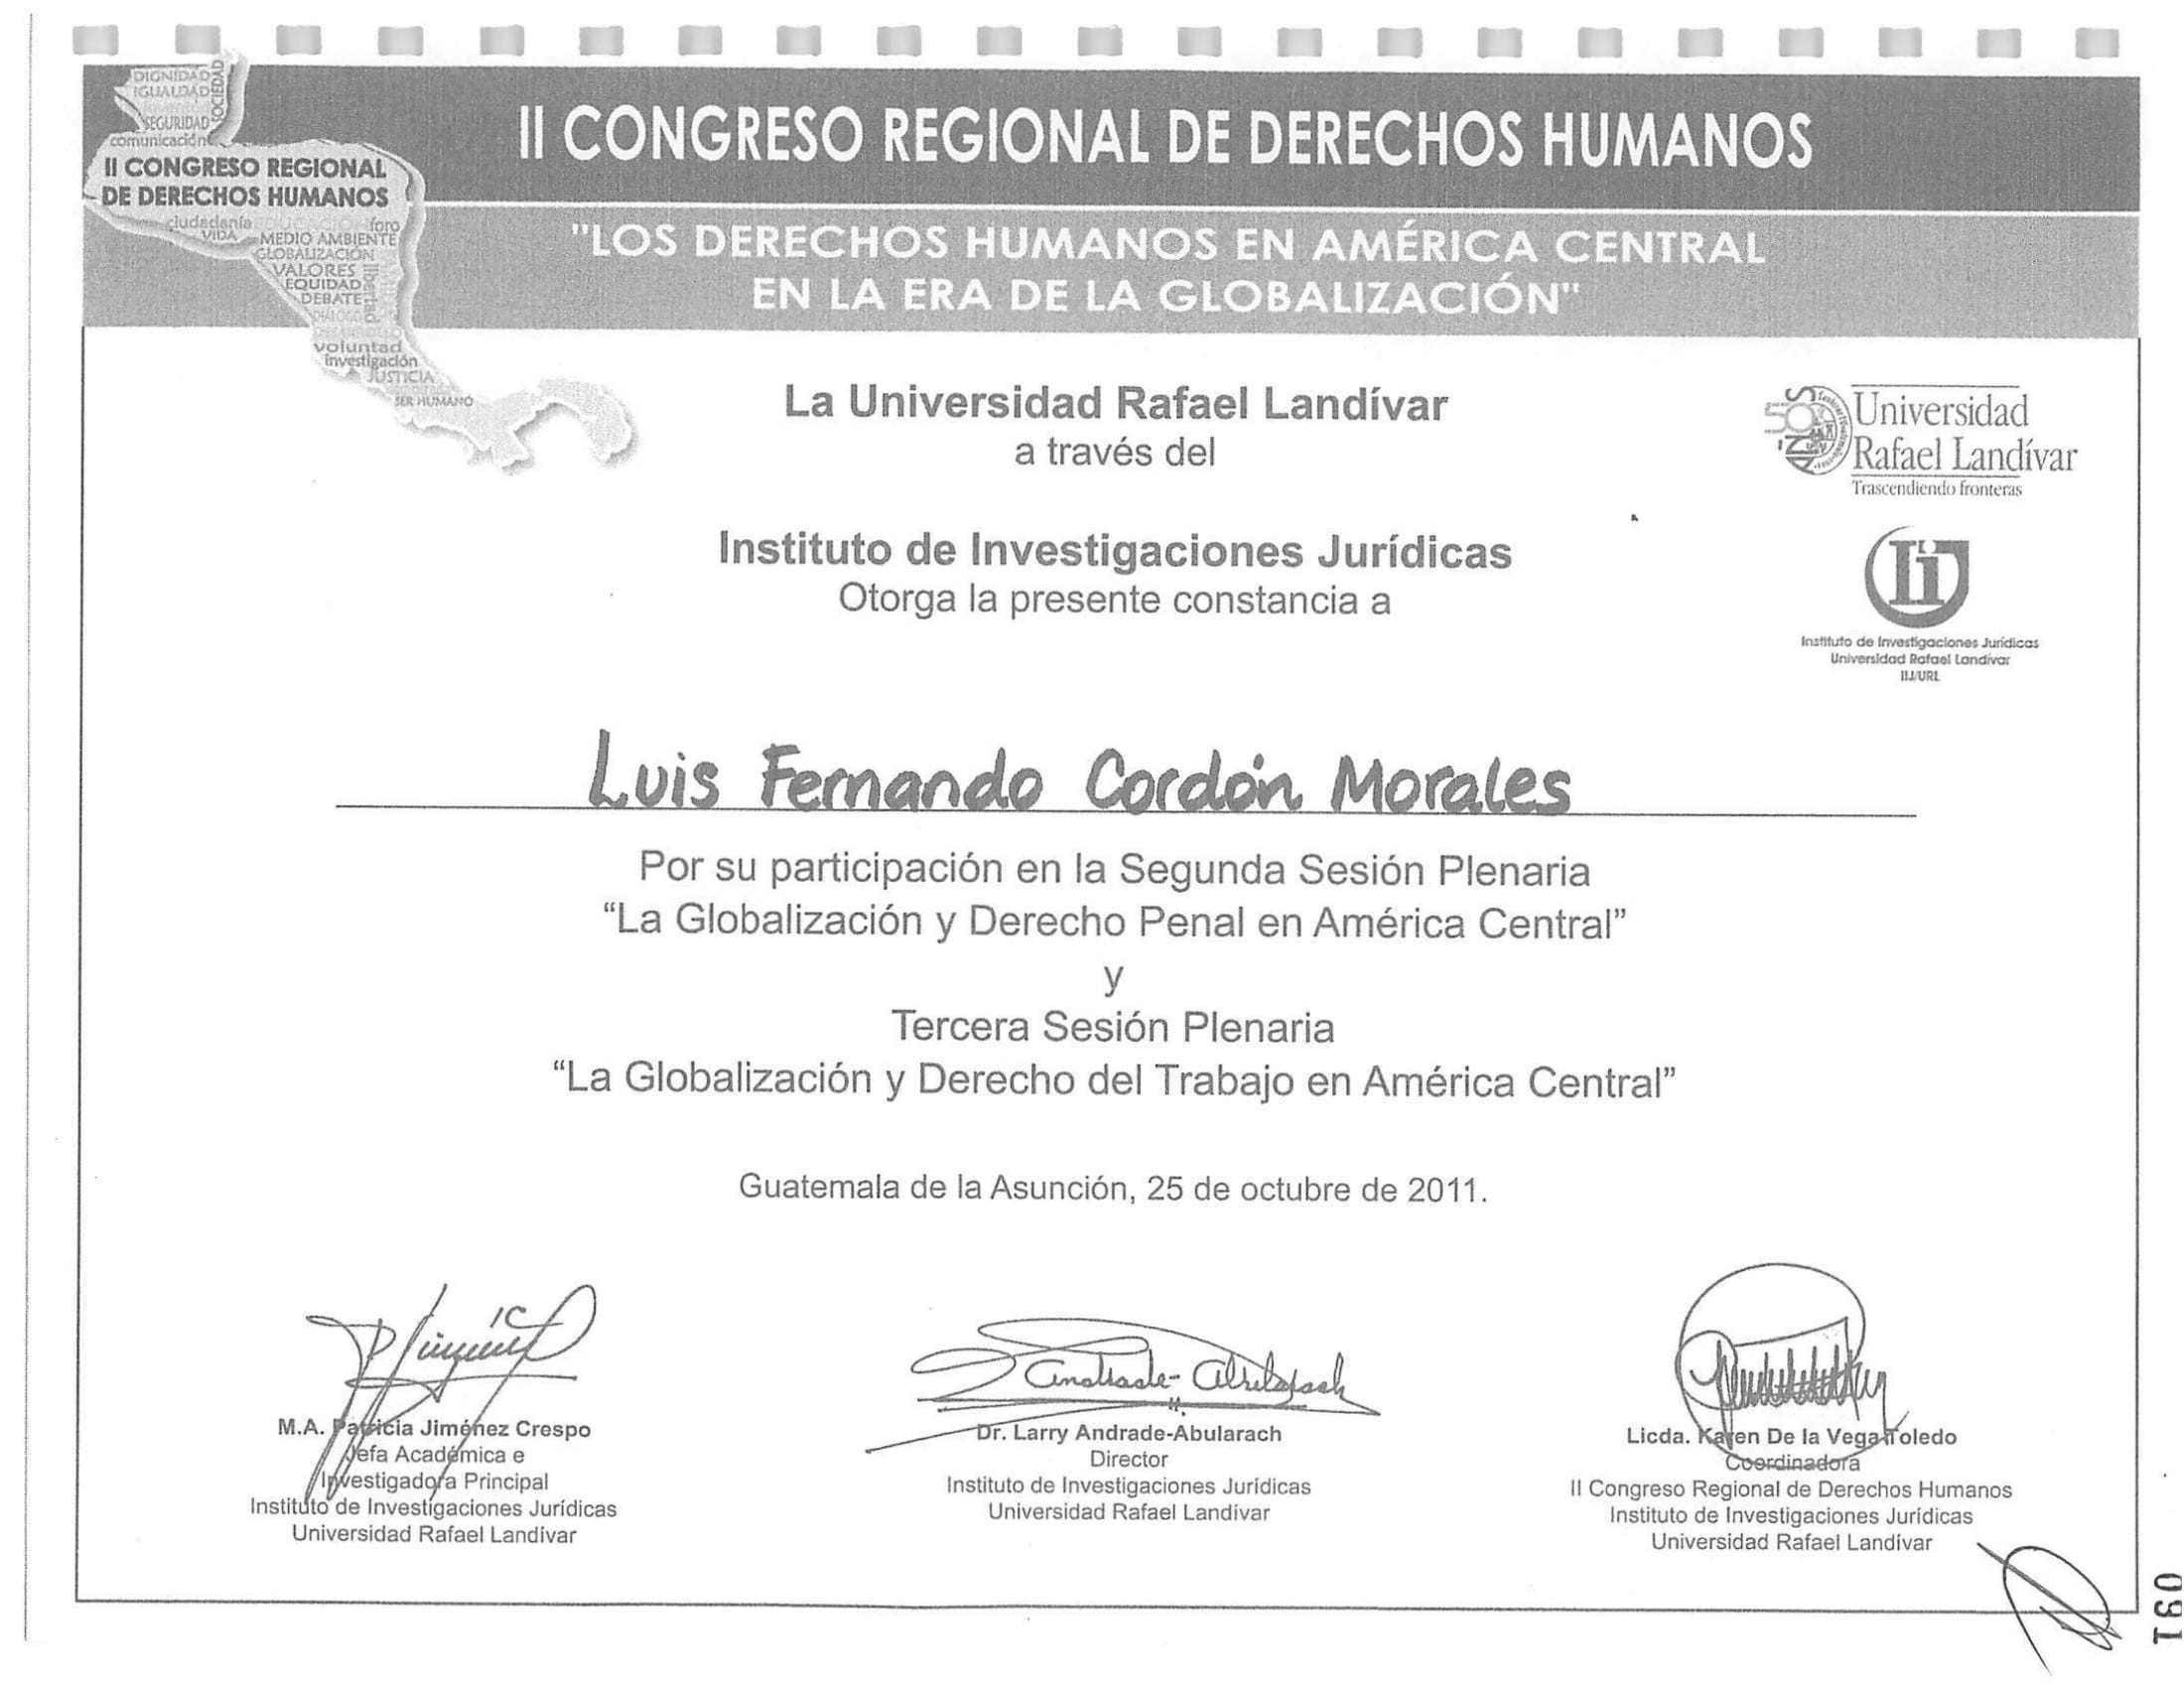 DIGNIDAD
IGUALDAD
SOCIEDAD
SEGURIDAD
comunicación
II CONGRESO REGIONAL
DE DERECHOS HUMANOS
ciudadanía EDUCACIÓN foro
VIDA MEDIO AMBIENTE
GLOBALIZACIÓN
VALORES
EQUIDAD
DEBATE
libertad
DIÁLOGO
voluntad
investigación
JUSTICIA
SER HUMANO
II CONGRESO REGIONAL DE DERECHOS HUMANOS
"LOS DERECHOS HUMANOS EN AMÉRICA CENTRAL
EN LA ERA DE LA GLOBALIZACIÓN"
La Universidad Rafael Landívar
a través del
Instituto de Investigaciones Jurídicas
Otorga la presente constancia a
50
Universidad
Rafael Landívar
Trascendiendo fronteras
IIJ
Instituto de Investigaciones Jurídicas
Universidad Rafael Landívar
IIJ/URL
Luis Fernando Cordón Morales
Por su participación en la Segunda Sesión Plenaria
“La Globalización y Derecho Penal en América Central”
y
Tercera Sesión Plenaria
“La Globalización y Derecho del Trabajo en América Central”
Guatemala de la Asunción, 25 de octubre de 2011.
M.A. Patricia Jiménez Crespo
Jefa Académica e
Investigadora Principal
Instituto de Investigaciones Jurídicas
Universidad Rafael Landívar
Andrade-Abularach
Dr. Larry Andrade-Abularach
Director
Instituto de Investigaciones Jurídicas
Universidad Rafael Landívar
Licda. Karen De la Vega Toledo
Coordinadora
II Congreso Regional de Derechos Humanos
Instituto de Investigaciones Jurídicas
Universidad Rafael Landívar
031